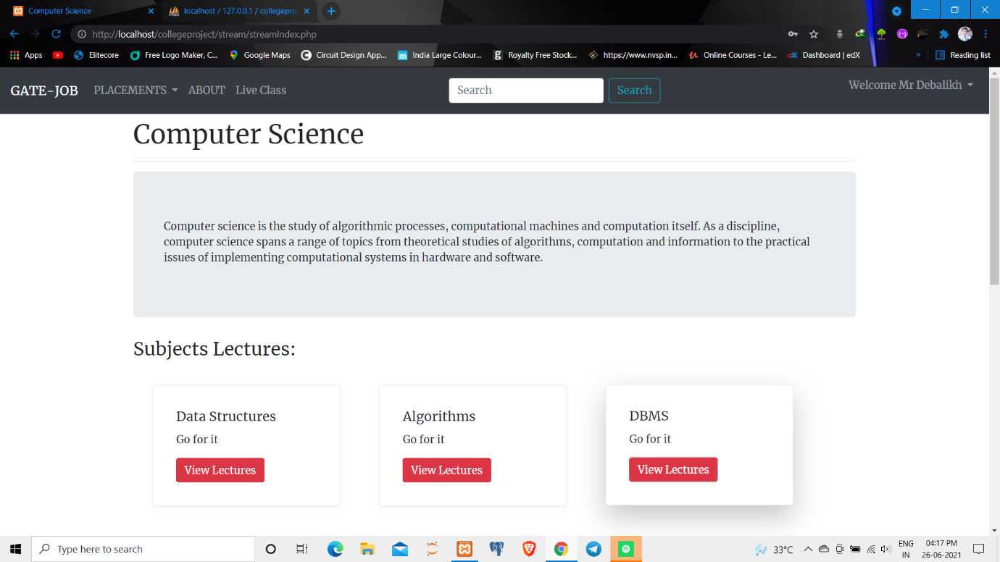 Computer Science
localhost / 127.0.0.1 / collegepro
http://localhost/collegeproject/stream/streamIndex.php
Apps Elitecore Free Logo Maker, C... Google Maps Circuit Design App... India Large Colour... Royalty Free Stock... https://www.nvsp.in... Online Courses - Le... Dashboard | edX » Reading list
GATE-JOB PLACEMENTS ABOUT Live Class Search Search Welcome Mr Debalikh
Computer Science
Computer science is the study of algorithmic processes, computational machines and computation itself. As a discipline,
computer science spans a range of topics from theoretical studies of algorithms, computation and information to the practical
issues of implementing computational systems in hardware and software.
Subjects Lectures:
Data Structures
Go for it
View Lectures
Algorithms
Go for it
View Lectures
DBMS
Go for it
View Lectures
Type here to search
33°C
ENG
IN
04:17 PM
26-06-2021